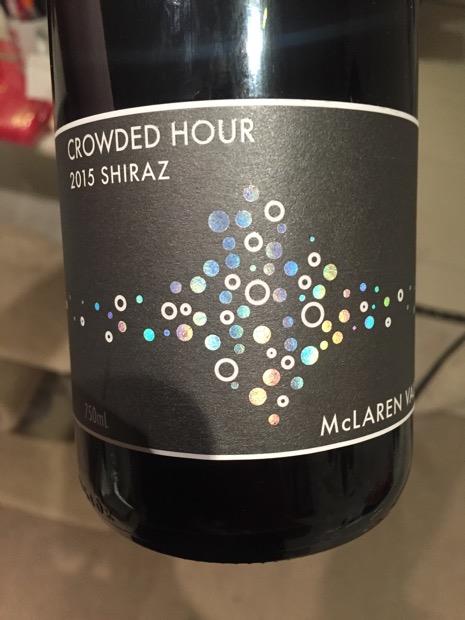 CROWDED HOUR
2015 SHIRAZ
750mL
McLAREN VA